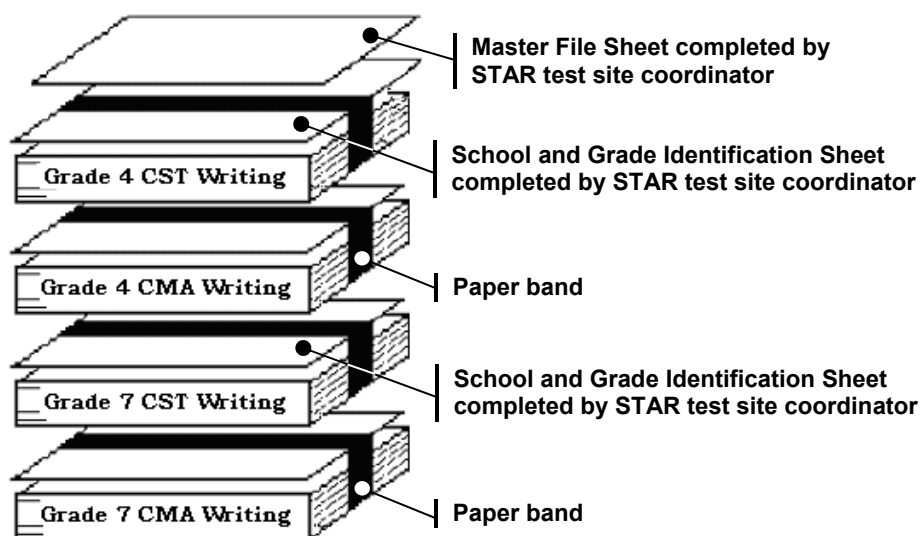 Master File Sheet completed by
STAR test site coordinator
School and Grade Identification Sheet
completed by STAR test site coordinator
Grade 4 CST Writing
Paper band
Grade 4 CMA Writing
School and Grade Identification Sheet
completed by STAR test site coordinator
Grade 7 CST Writing
Paper band
Grade 7 CMA Writing